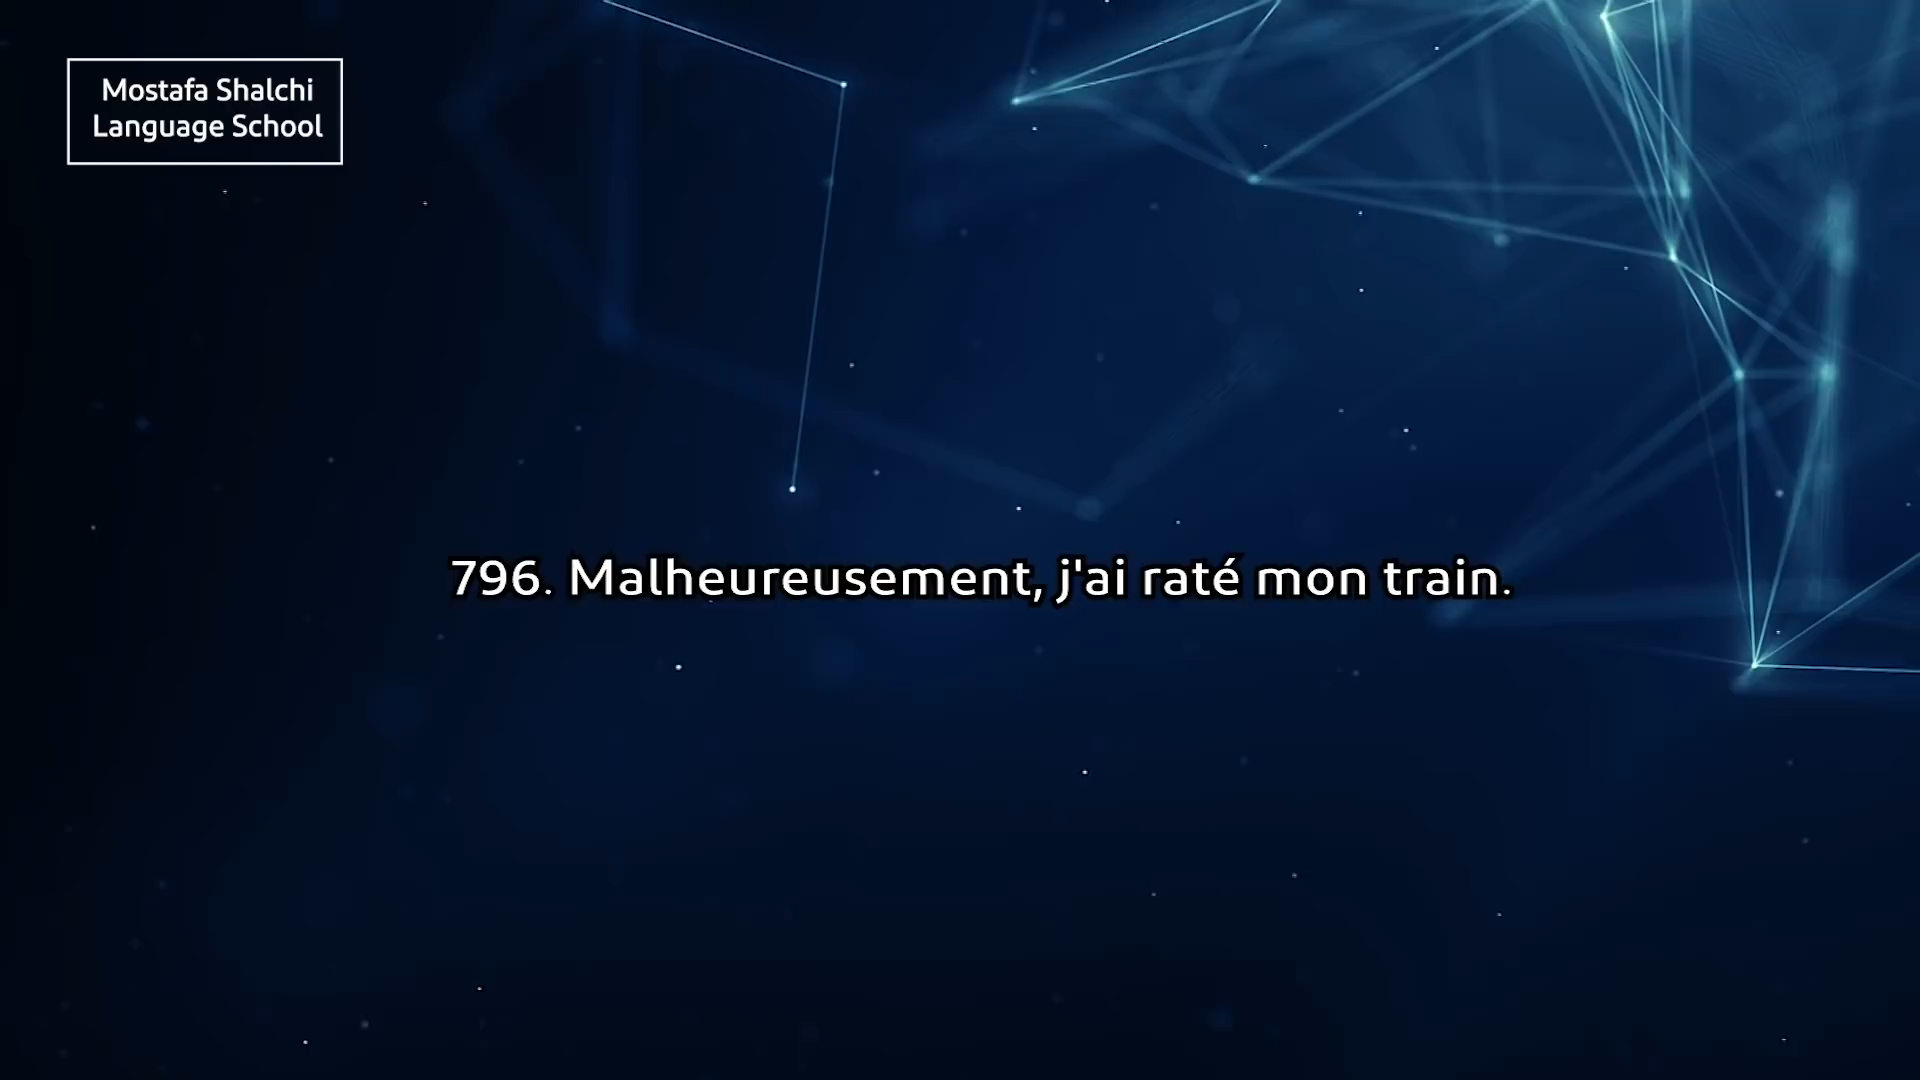 Mostafa Shalchi
Language School
796. Malheureusement, j'ai raté mon train.